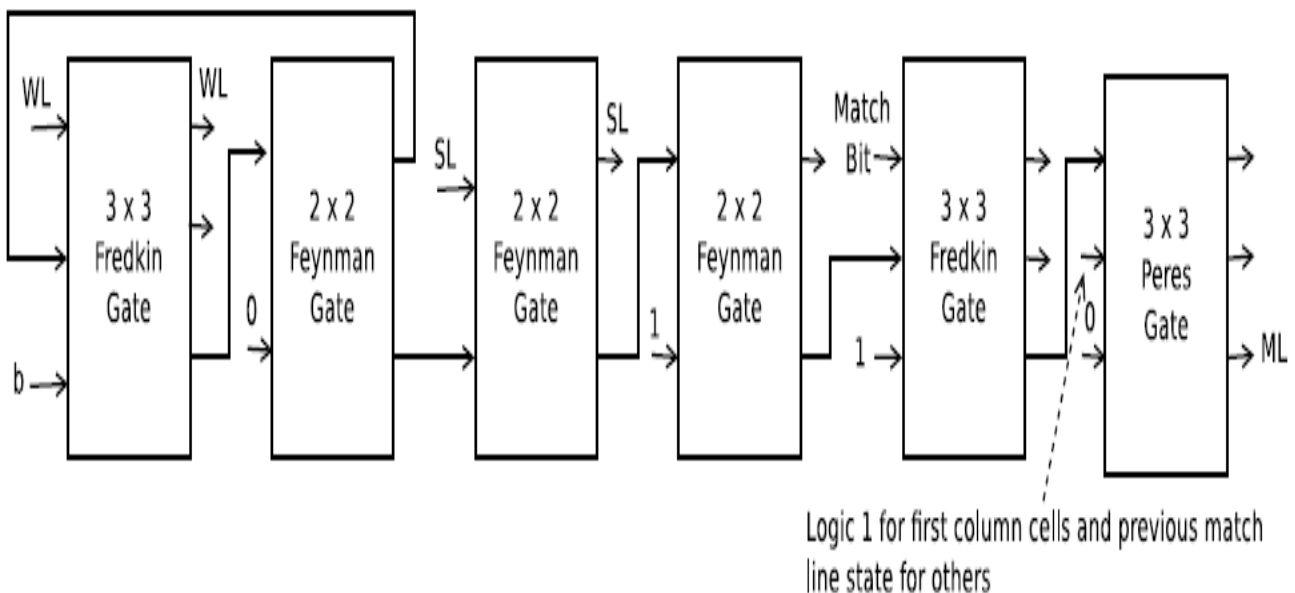 WL
WL
3 x 3
Fredkin
Gate
b
0
2 x 2
Feynman
Gate
SL
SL
2 x 2
Feynman
Gate
1
2 x 2
Feynman
Gate
Match
Bit
1
3 x 3
Fredkin
Gate
0
3 x 3
Peres
Gate
ML
Logic 1 for first column cells and previous match
line state for others